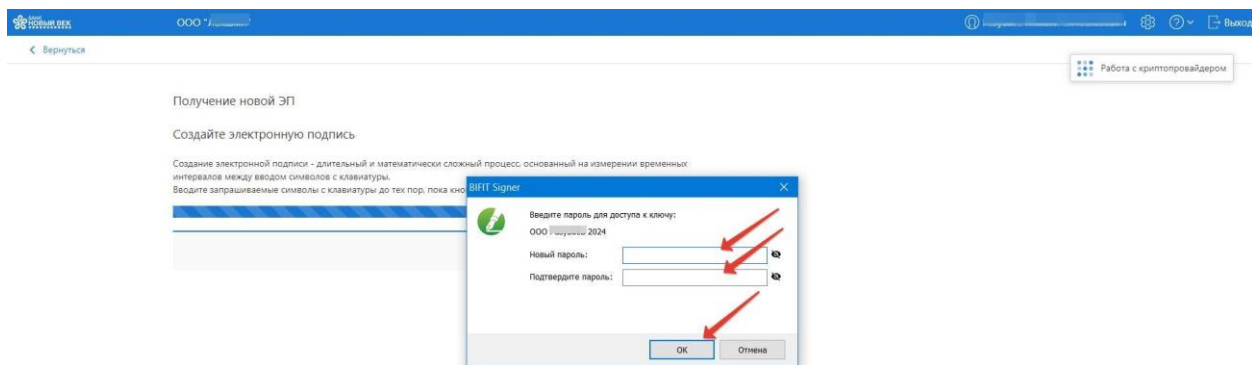 БАНК
НОВЫЙ ВЕК
ООО "
Выход
Вернуться
Работа с криптопровайдером
Получение новой ЭП
Создайте электронную подпись
Создание электронной подписи - длительный и математически сложный процесс, основанный на измерении временных
интервалов между вводом символов с клавиатуры.
Вводите запрашиваемые символы с клавиатуры до тех пор, пока кно
BIFIT Signer
Введите пароль для доступа к ключу:
ООО 2024
Новый пароль:
Подтвердите пароль:
ОК
Отмена